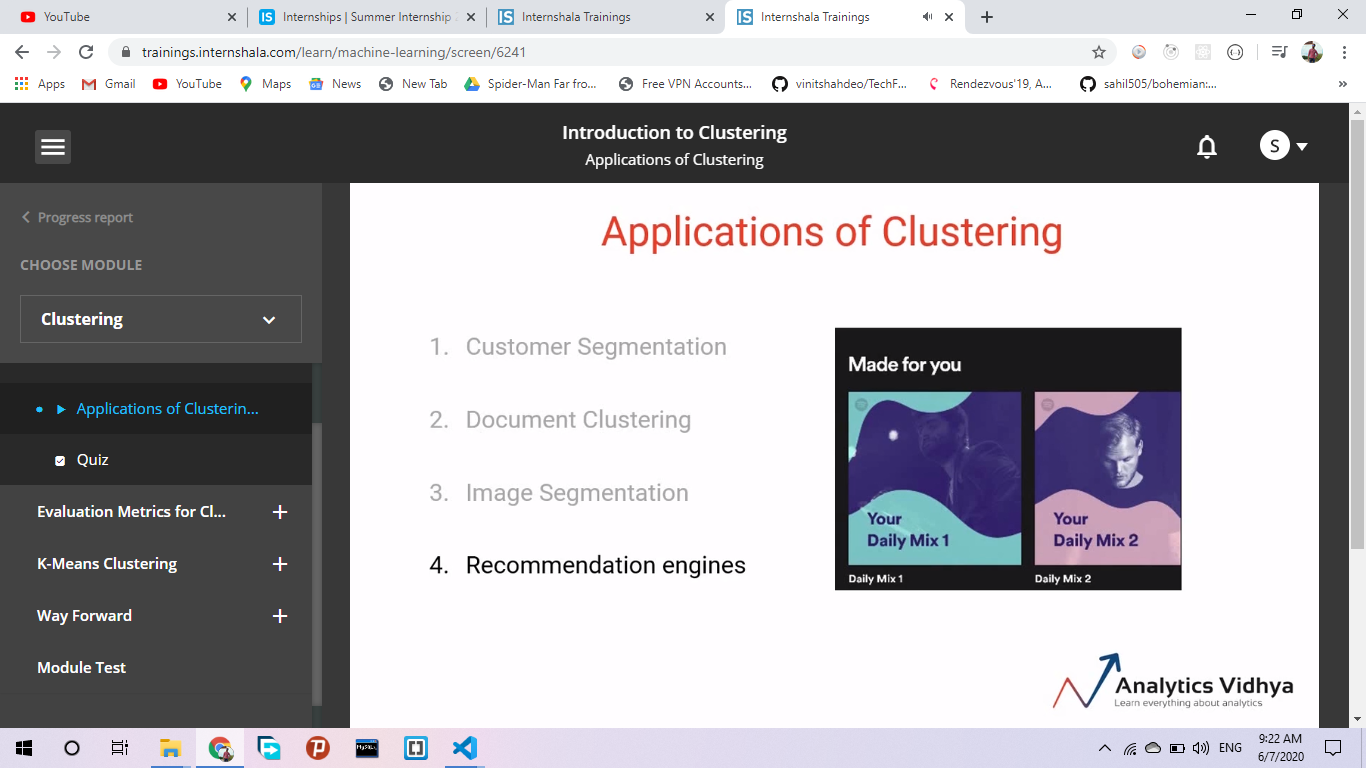 YouTube
Internships | Summer Internship
Internshala Trainings
Internshala Trainings
trainings.internshala.com/learn/machine-learning/screen/6241
Apps
Gmail
YouTube
Maps
News
New Tab
Spider-Man Far fro...
Free VPN Accounts...
vinitshahdeo/TechF...
Rendezvous'19, A...
sahil505/bohemian:...
»
Introduction to Clustering
Applications of Clustering
S
Progress report
CHOOSE MODULE
Clustering
Applications of Clusterin...
Quiz
Evaluation Metrics for Cl...
K-Means Clustering
Way Forward
Module Test
Applications of Clustering
1. Customer Segmentation
2. Document Clustering
3. Image Segmentation
4. Recommendation engines
Made for you
Your
Daily Mix 1
Your
Daily Mix 2
Daily Mix 1
Daily Mix 2
Analytics Vidhya
Learn everything about analytics
MySQL
ENG
9:22 AM
6/7/2020